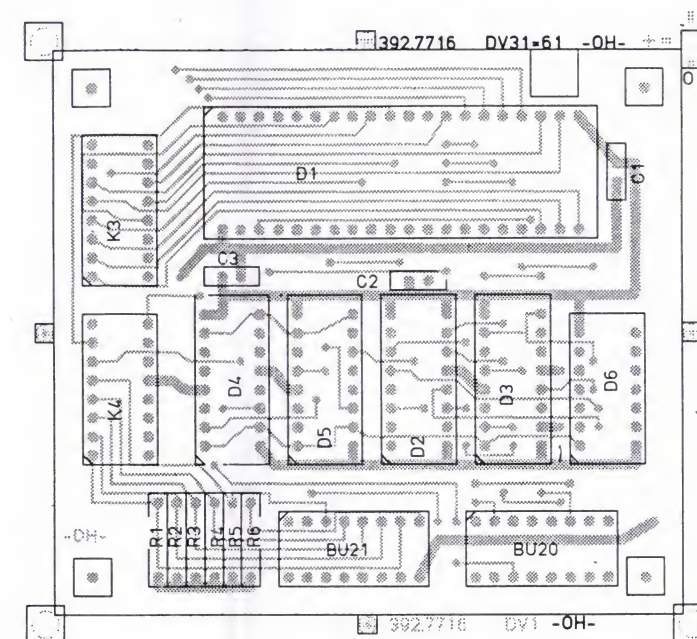 392.7716 DV31=61 -OH-
D1
C1
K3
C3
C2
K4
D4
D5
D2
D3
D6
R1
R2
R3
R4
R5
R6
BU21
BU20
-OH-
392.7716 DV1 -OH-